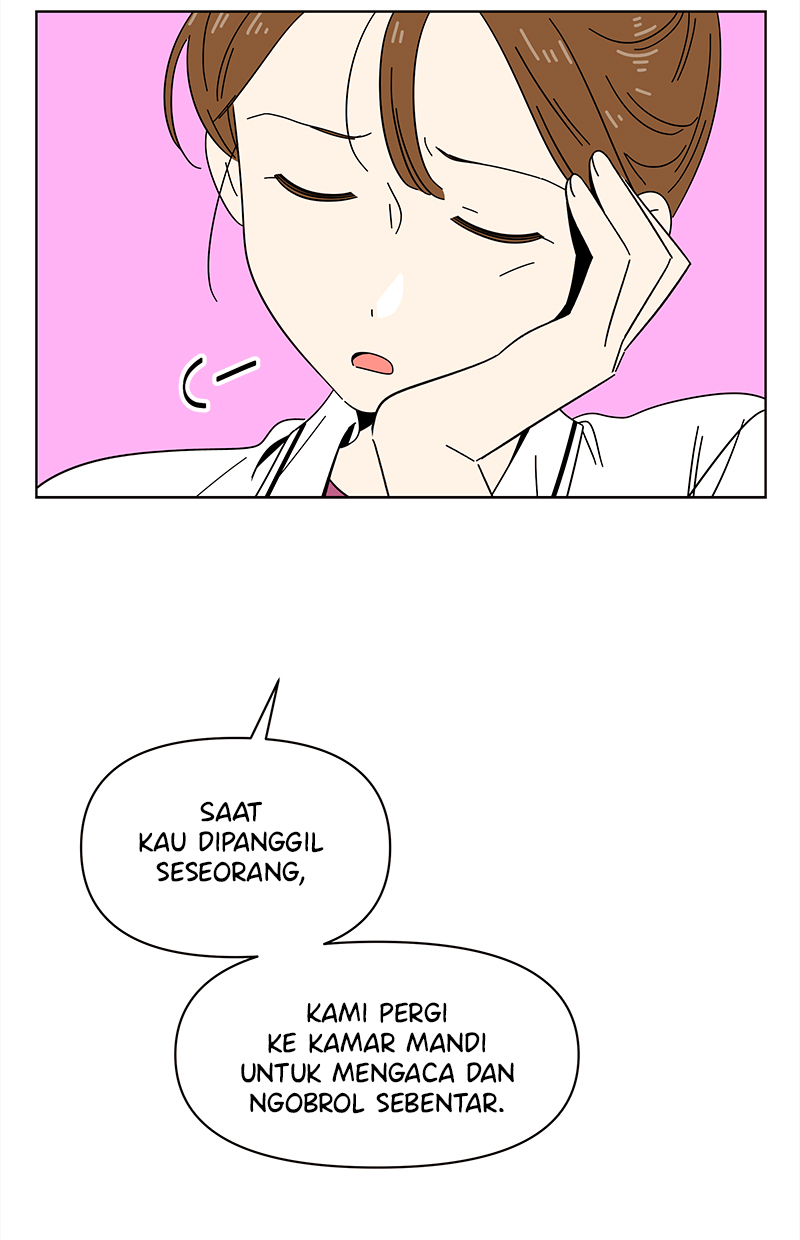 SAAT
KAU DIPANGGIL
SESEORANG,
KAMI PERGI
KE KAMAR MANDI
UNTUK MENGACA DAN
NGOBROL SEBENTAR.